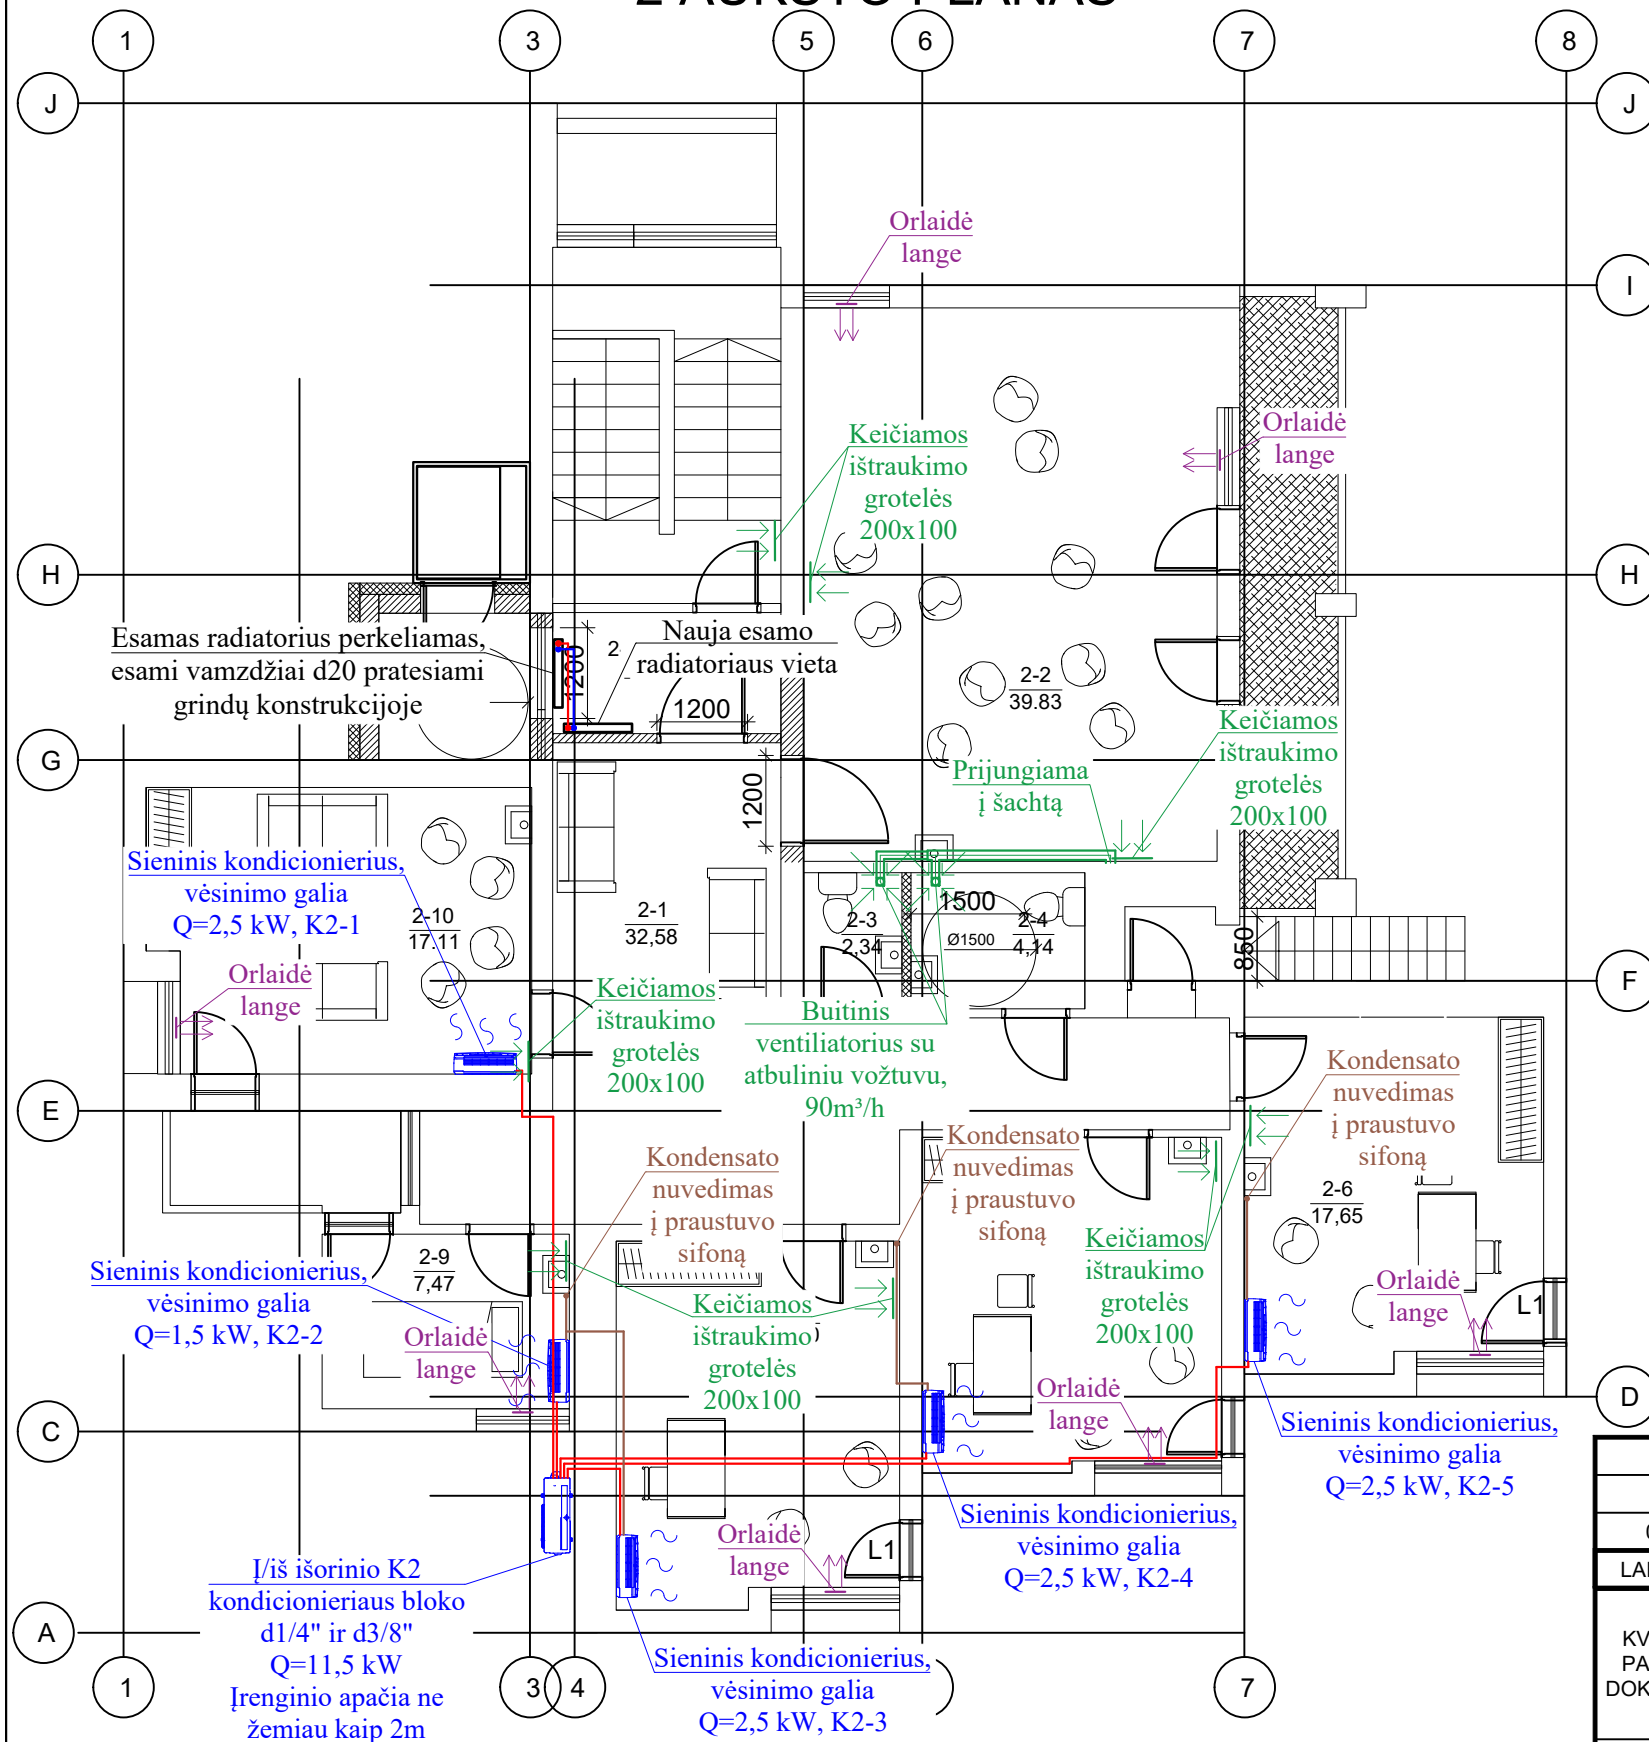 2 AUKŠTO PLANAS
1
3
5
6
7
8
J
J
I
Orlaidė
lange
Keičiamos
ištraukimo
grotelės
200x100
Orlaidė
lange
H
H
Esamas radiatorius perkeliamas,
esami vamzdžiai d20 pratesiami
grindų konstrukcijoje
1200
2
Nauja esamo
radiatoriaus vieta
1200
2-2
39.83
Keičiamos
ištraukimo
grotelės
200x100
G
1200
Prijungiama
į šachtą
Sieninis kondicionierius,
vėsinimo galia
Q=2,5 kW, K2-1
2-10
17.11
2-1
32,58
2-3
2,34
1500
Ø1500
2-4
4,14
850
F
Orlaidė
lange
Keičiamos
ištraukimo
grotelės
200x100
Buitinis
ventiliatorius su
atbuliniu vožtuvu,
90m³/h
Kondensato
nuvedimas
į praustuvo
sifoną
E
Kondensato
nuvedimas
į praustuvo
sifoną
Kondensato
nuvedimas
į praustuvo
sifoną
2-6
17,65
2-9
7,47
Sieninis kondicionierius,
vėsinimo galia
Q=1,5 kW, K2-2
Orlaidė
lange
Keičiamos
ištraukimo
grotelės
200x100
Keičiamos
ištraukimo
grotelės
200x100
Orlaidė
lange
L1
Orlaidė
lange
D
C
Sieninis kondicionierius,
vėsinimo galia
Q=2,5 kW, K2-5
Sieninis kondicionierius,
vėsinimo galia
Q=2,5 kW, K2-4
Orlaidė
lange
L1
Į/iš išorinio K2
kondicionieriaus bloko
d1/4" ir d3/8"
Q=11,5 kW
Įrenginio apačia ne
žemiau kaip 2m
Sieninis kondicionierius,
vėsinimo galia
Q=2,5 kW, K2-3
A
1
3
4
7
LAI
KV
PA
DOK